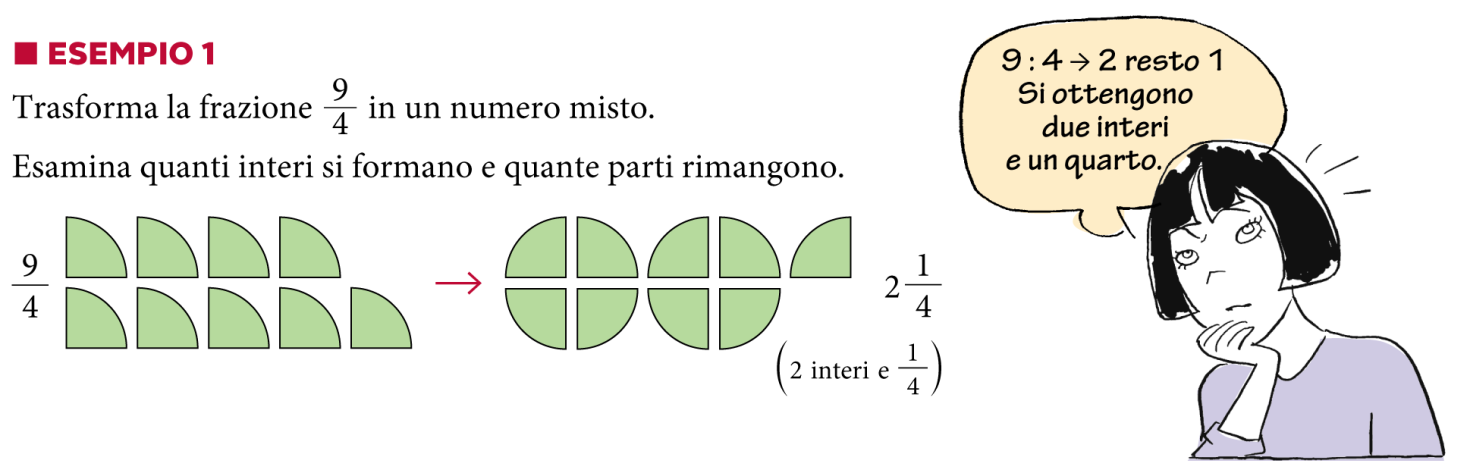 ESEMPIO 1
Trasforma la frazione 9/4 in un numero misto.
Esamina quanti interi si formano e quante parti rimangono.
9/4
2 1/4
(2 interi e 1/4)
9 : 4 → 2 resto 1
Si ottengono
due interi
e un quarto.